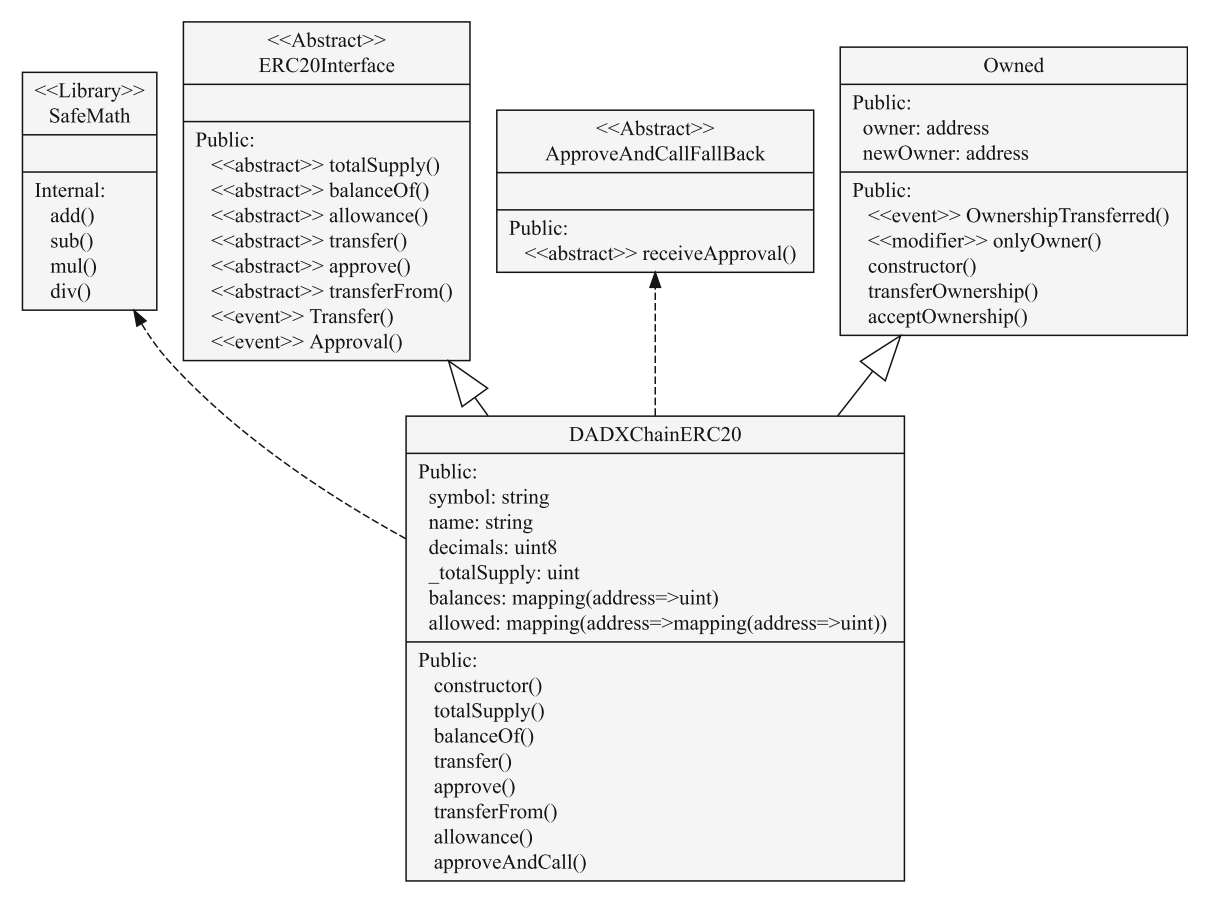 <<Library>>
SafeMath
Internal:
add()
sub()
mul()
div()
<<Abstract>>
ERC20Interface
Public:
<<abstract>> totalSupply()
<<abstract>> balanceOf()
<<abstract>> allowance()
<<abstract>> transfer()
<<abstract>> approve()
<<abstract>> transferFrom()
<<event>> Transfer()
<<event>> Approval()
<<Abstract>>
ApproveAndCallFallBack
Public:
<<abstract>> receiveApproval()
Owned
Public:
owner: address
newOwner: address
Public:
<<event>> OwnershipTransferred()
<<modifier>> onlyOwner()
constructor()
transferOwnership()
acceptOwnership()
DADXChainERC20
Public:
symbol: string
name: string
decimals: uint8
_totalSupply: uint
balances: mapping(address=>uint)
allowed: mapping(address=>mapping(address=>uint))
Public:
constructor()
totalSupply()
balanceOf()
transfer()
approve()
transferFrom()
allowance()
approveAndCall()